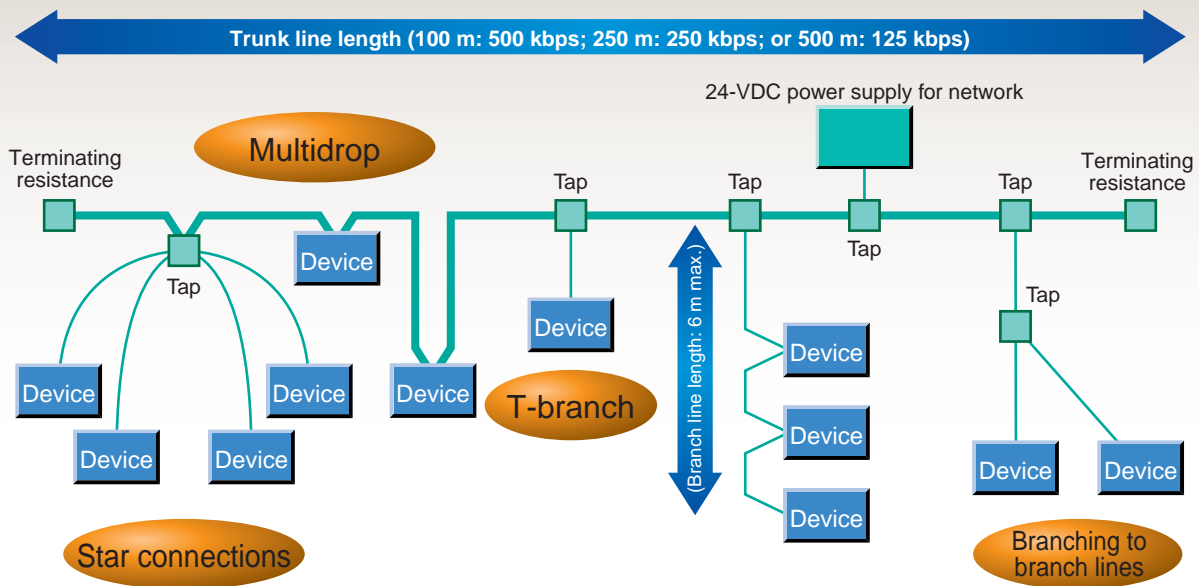 Trunk line length (100 m: 500 kbps; 250 m: 250 kbps; or 500 m: 125 kbps)
24-VDC power supply for network
Multidrop
Terminating
resistance
Tap
Tap
Tap
Terminating
resistance
Tap
Device
Tap
(Branch line length: 6 m max.)
Tap
Device
Device
Device
Device
Device
T-branch
Device
Device
Device
Device
Device
Device
Device
Star connections
Branching to
branch lines